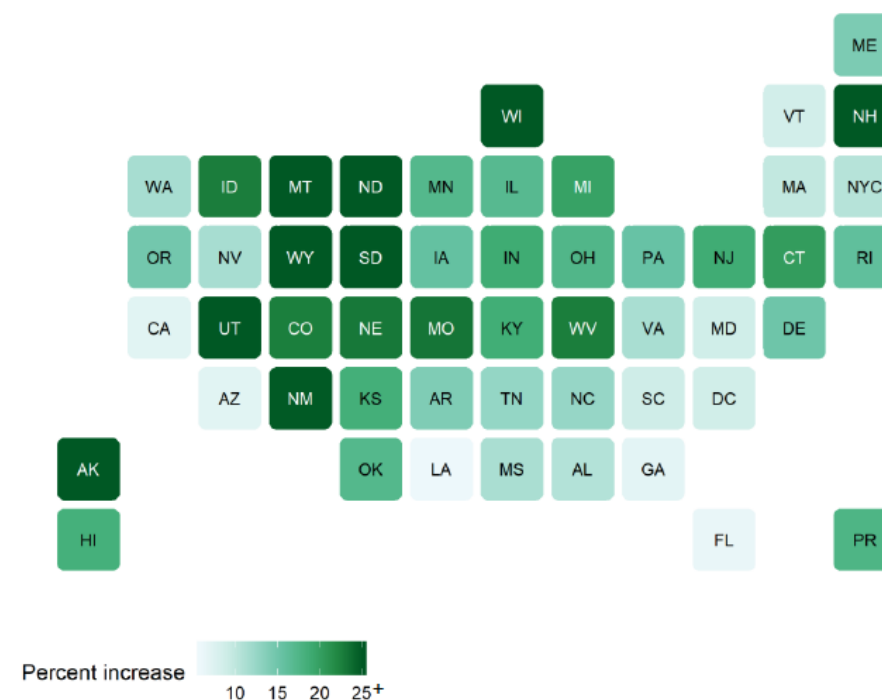 ME
WI VT NH
WA ID MT ND MN IL MI MA NYC
OR NV WY SD IA IN OH PA NJ CT RI
CA UT CO NE MO KY WV VA MD DE
AZ NM KS AR TN NC SC DC
AK OK LA MS AL GA
HI FL PR
Percent increase
10 15 20 25+